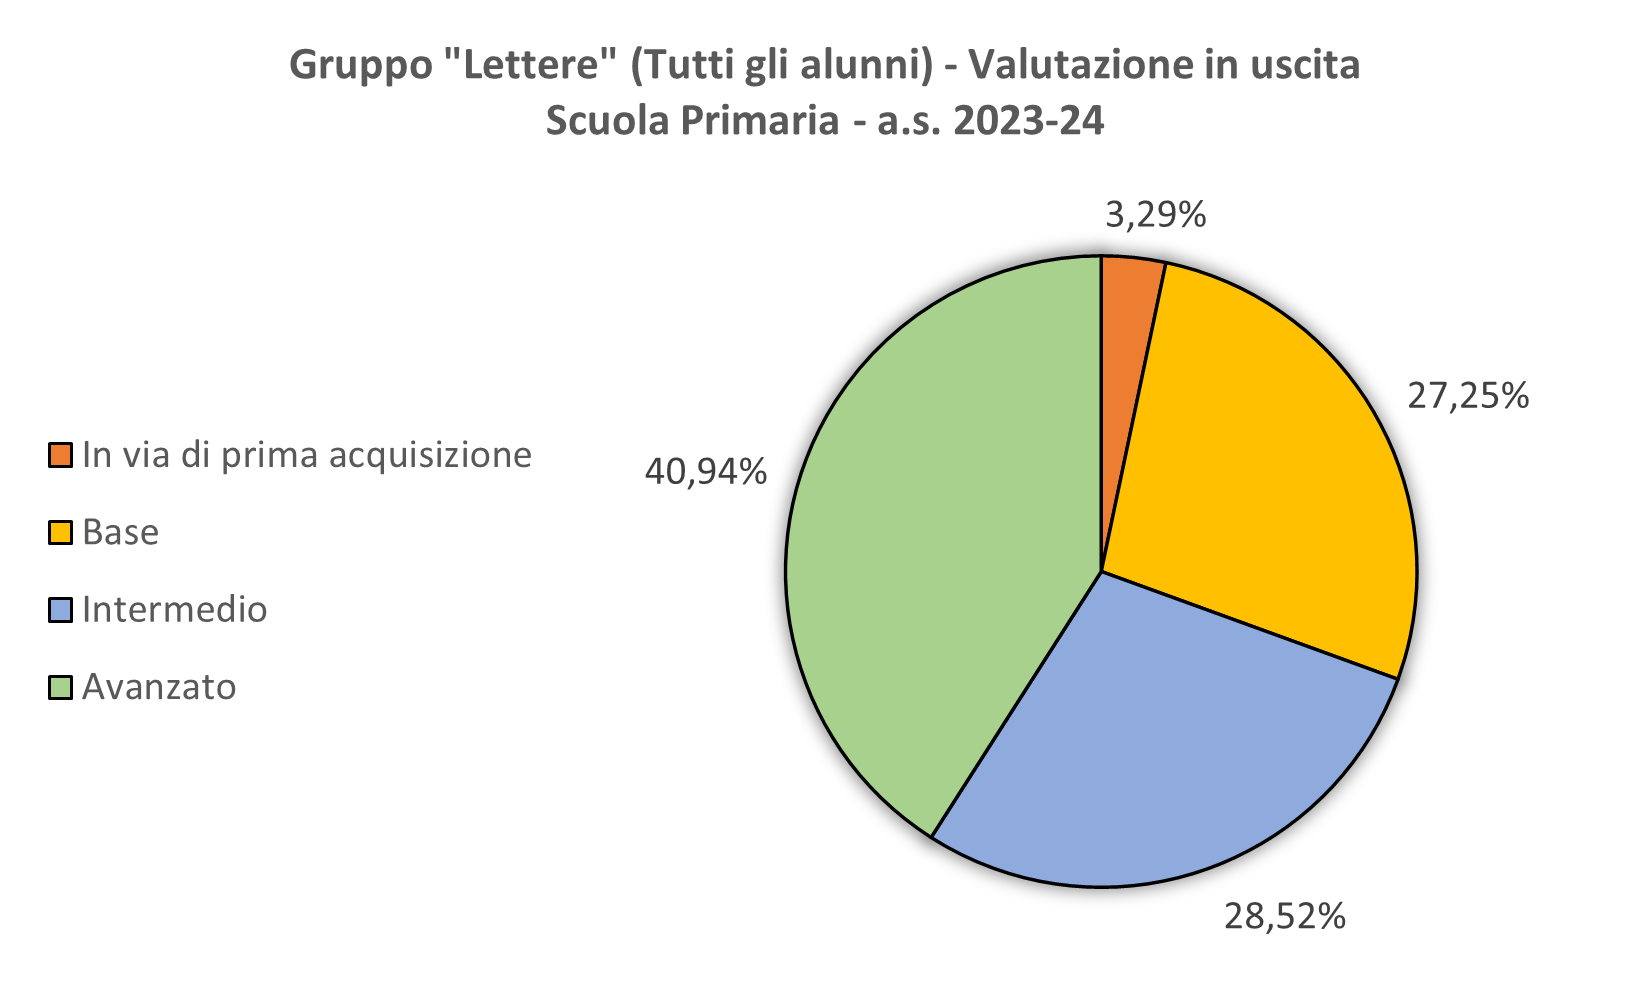 Gruppo "Lettere" (Tutti gli alunni) - Valutazione in uscita
Scuola Primaria - a.s. 2023-24
3,29%
27,25%
40,94%
28,52%
In via di prima acquisizione
Base
Intermedio
Avanzato